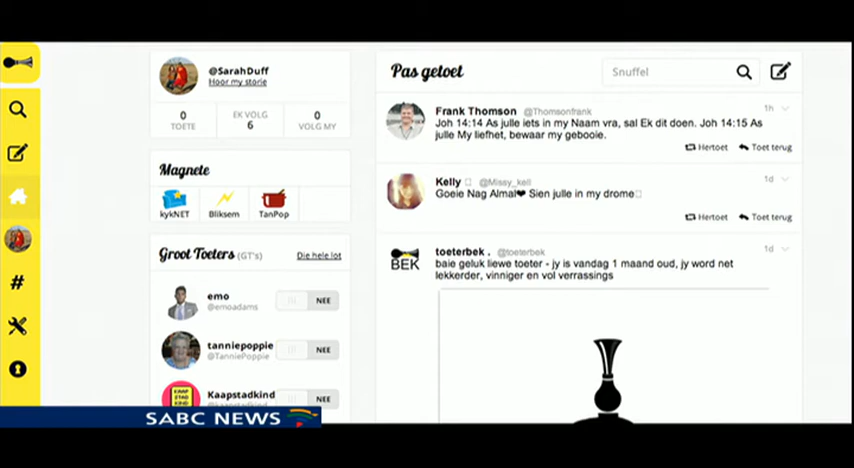 @SarahDuff
Hoor my storie
0
TOETE
EK VOLG
6
0
VOLG MY
Magnete
kykNET
Bliksem
TanPop
Groot Toeters (GT's)
Die hele lot
emo
@emoadams
NEE
tanniepoppie
@TanniePoppie
NEE
Kaapstadkind
@kaapstadkind
NEE
KAAP
STAD
KIND
#
Pas getoet
Snuffel
Frank Thomson @Thomsonfrank
1h
Joh 14:14 As julle iets in my Naam vra, sal Ek dit doen. Joh 14:15 As
julle My liefhet, bewaar my gebooie.
Hertoet
Toet terug
Kelly @Missy_kell
1d
Goeie Nag Almal❤ Sien julle in my drome
Hertoet
Toet terug
BEK
toeterbek . @toeterbek
1d
baie geluk liewe toeter - jy is vandag 1 maand oud, jy word net
lekkerder, vinniger en vol verrassings
SABC NEWS